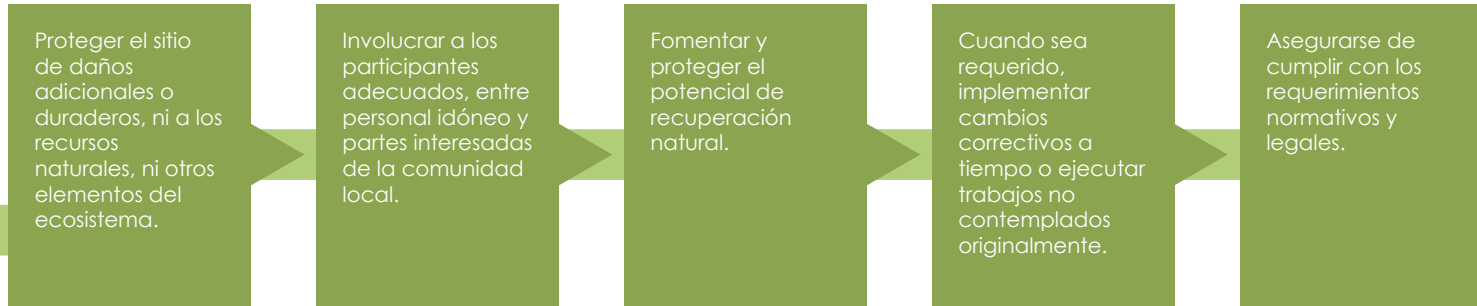 Proteger el sitio
de daños
adicionales o
duraderos, ni a los
recursos
naturales, ni otros
elementos del
ecosistema.
Involucrar a los
participantes
adecuados, entre
personal idóneo y
partes interesadas
de la comunidad
local.
Fomentar y
proteger el
potencial de
recuperación
natural.
Cuando sea
requerido,
implementar
cambios
correctivos a
tiempo o ejecutar
trabajos no
contemplados
originalmente.
Asegurarse de
cumplir con los
requerimientos
normativos y
legales.